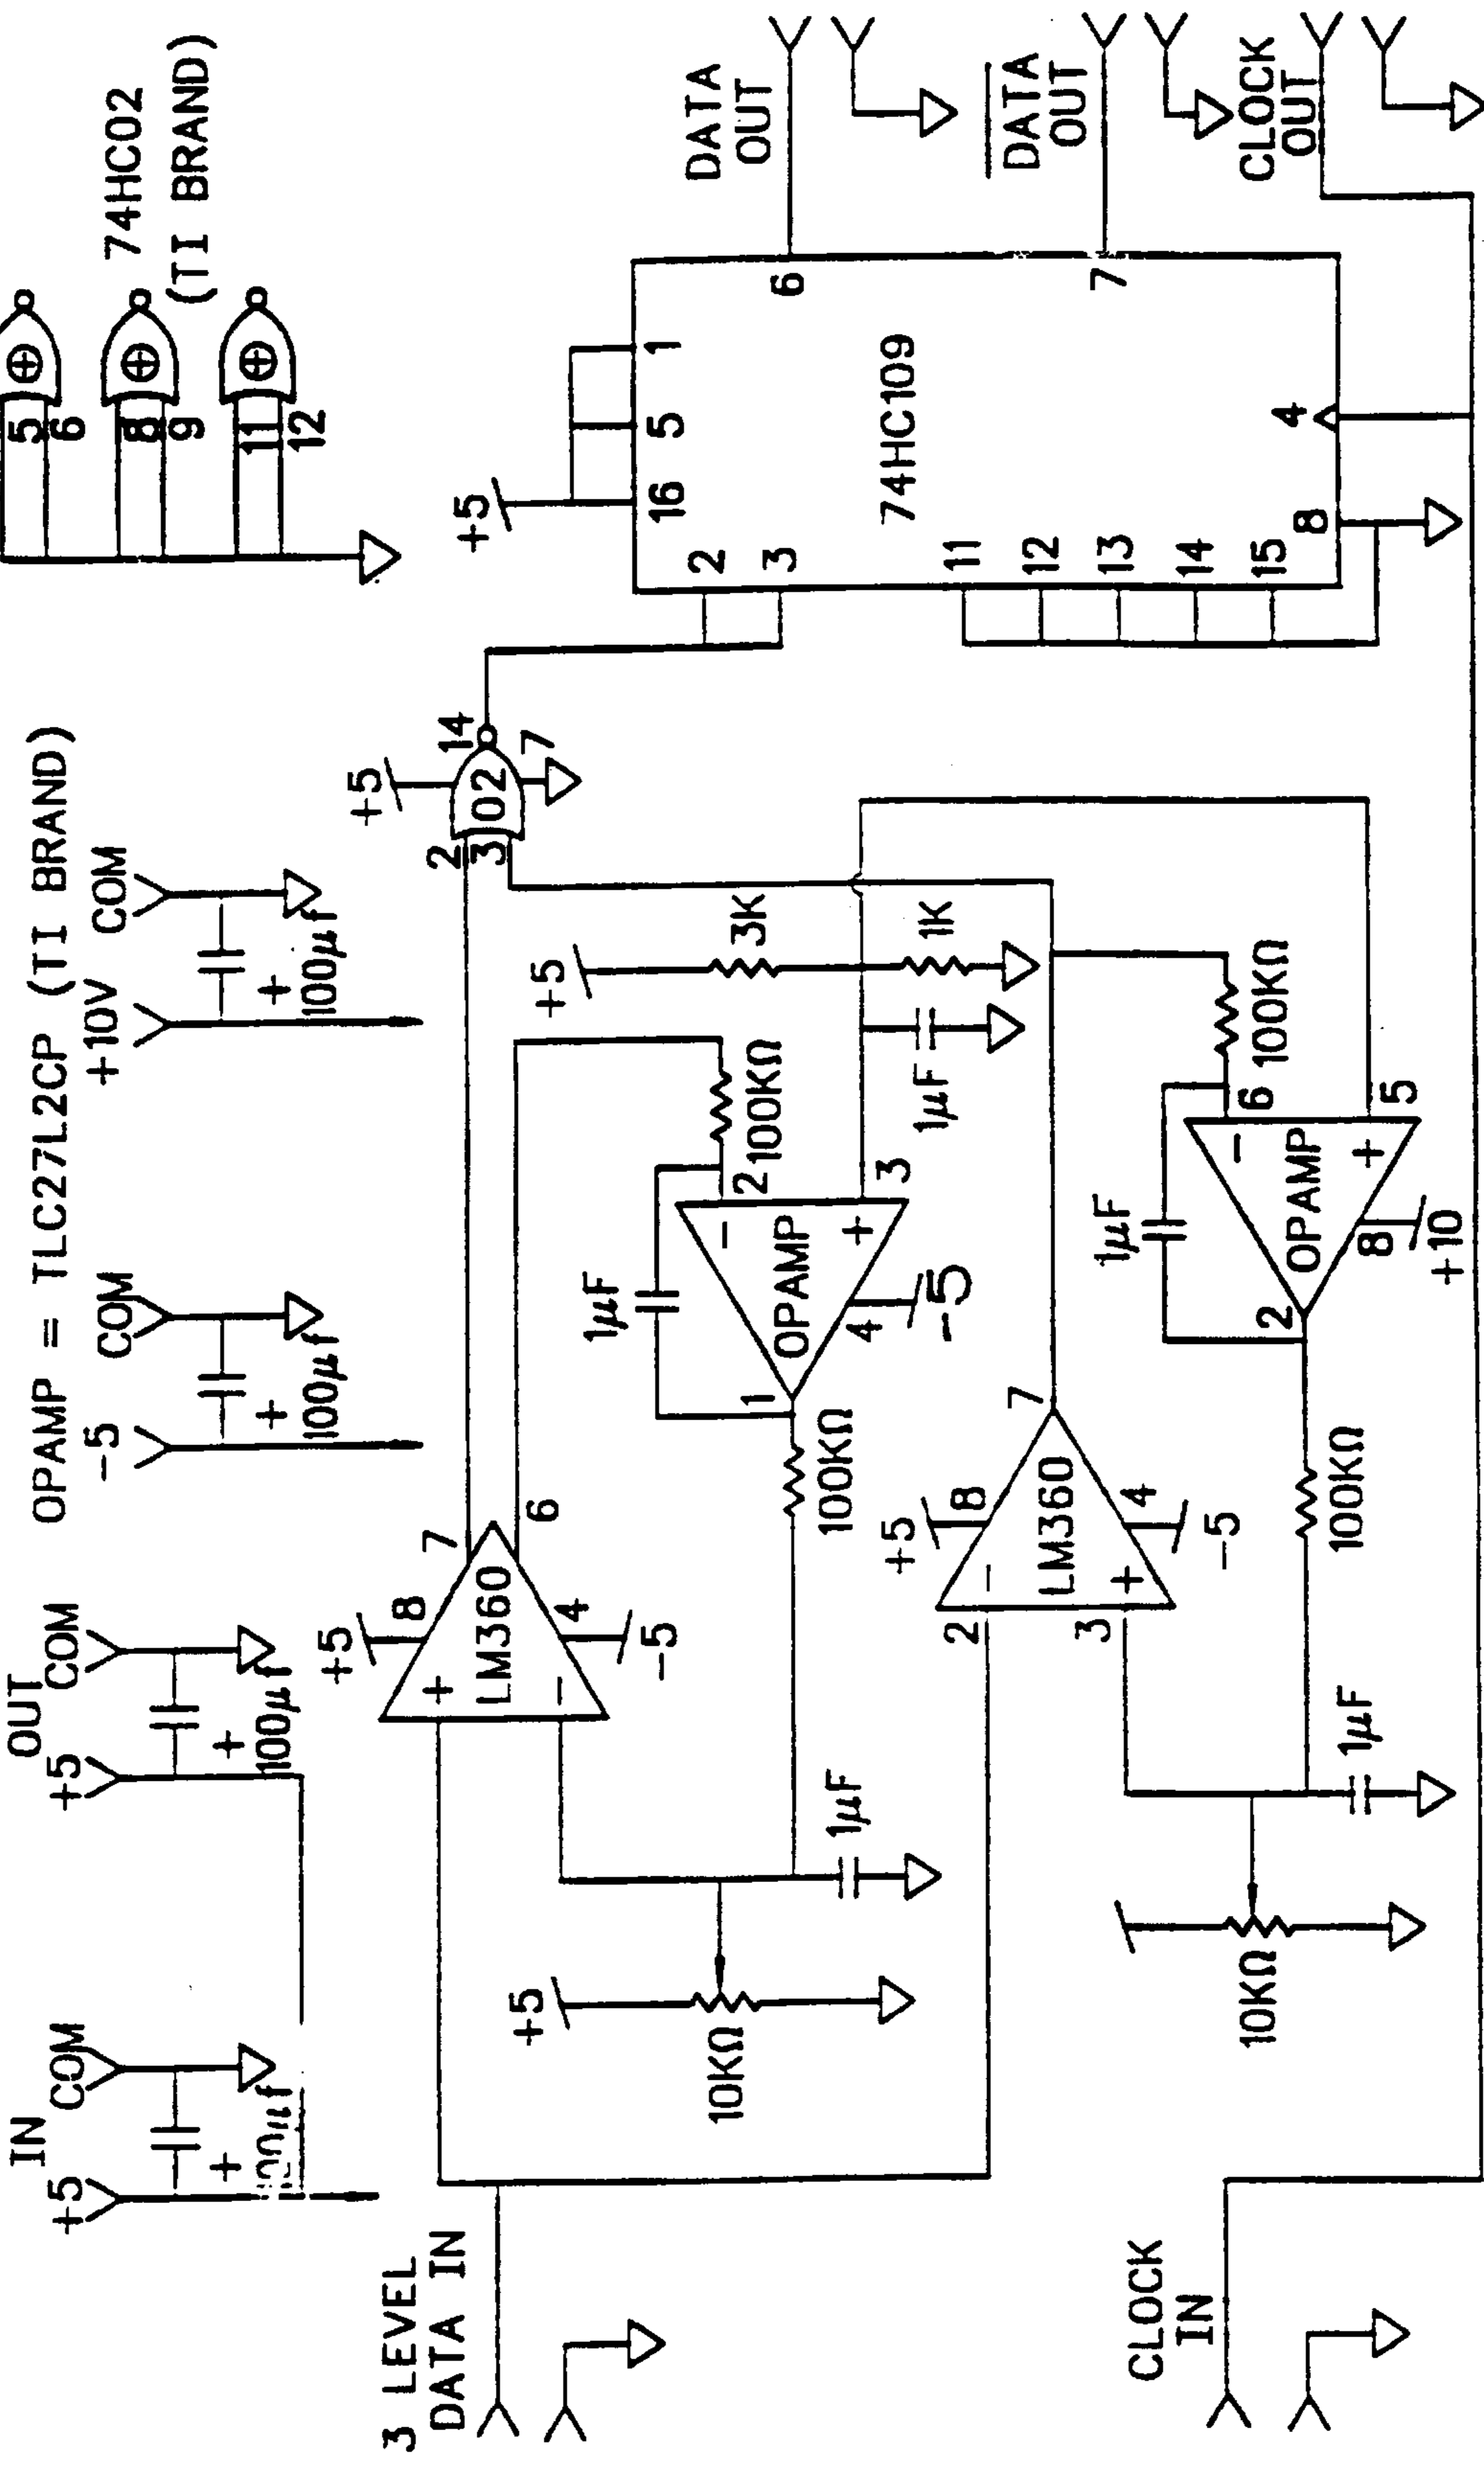 IN
+5
COM
+
OUT
+5
COM
+
100µf
OPAMP = TLC27L2CP (TI BRAND)
-5
COM
+
100µf
+10V
COM
+
100µf
5
6
8
9
11
12
74HC02
(TI BRAND)
3 LEVEL
DATA IN
+5
8
7
+
LM360
-
4
6
-5
+5
10KΩ
1µF
100KΩ
1µF
1
2
-
OPAMP
+
3
4
-5
100KΩ
+5
3K
1K
1µF
+5
2
3
02
14
7
+5
8
2
-
LM360
3
+
7
4
-5
10KΩ
1µF
100KΩ
1µF
2
6
-
OPAMP
+
5
8
+10
100KΩ
+5
16
5
1
2
3
6
74HC109
11
12
13
14
15
8
4
7
DATA
OUT
DATA
OUT
CLOCK
OUT
CLOCK
IN